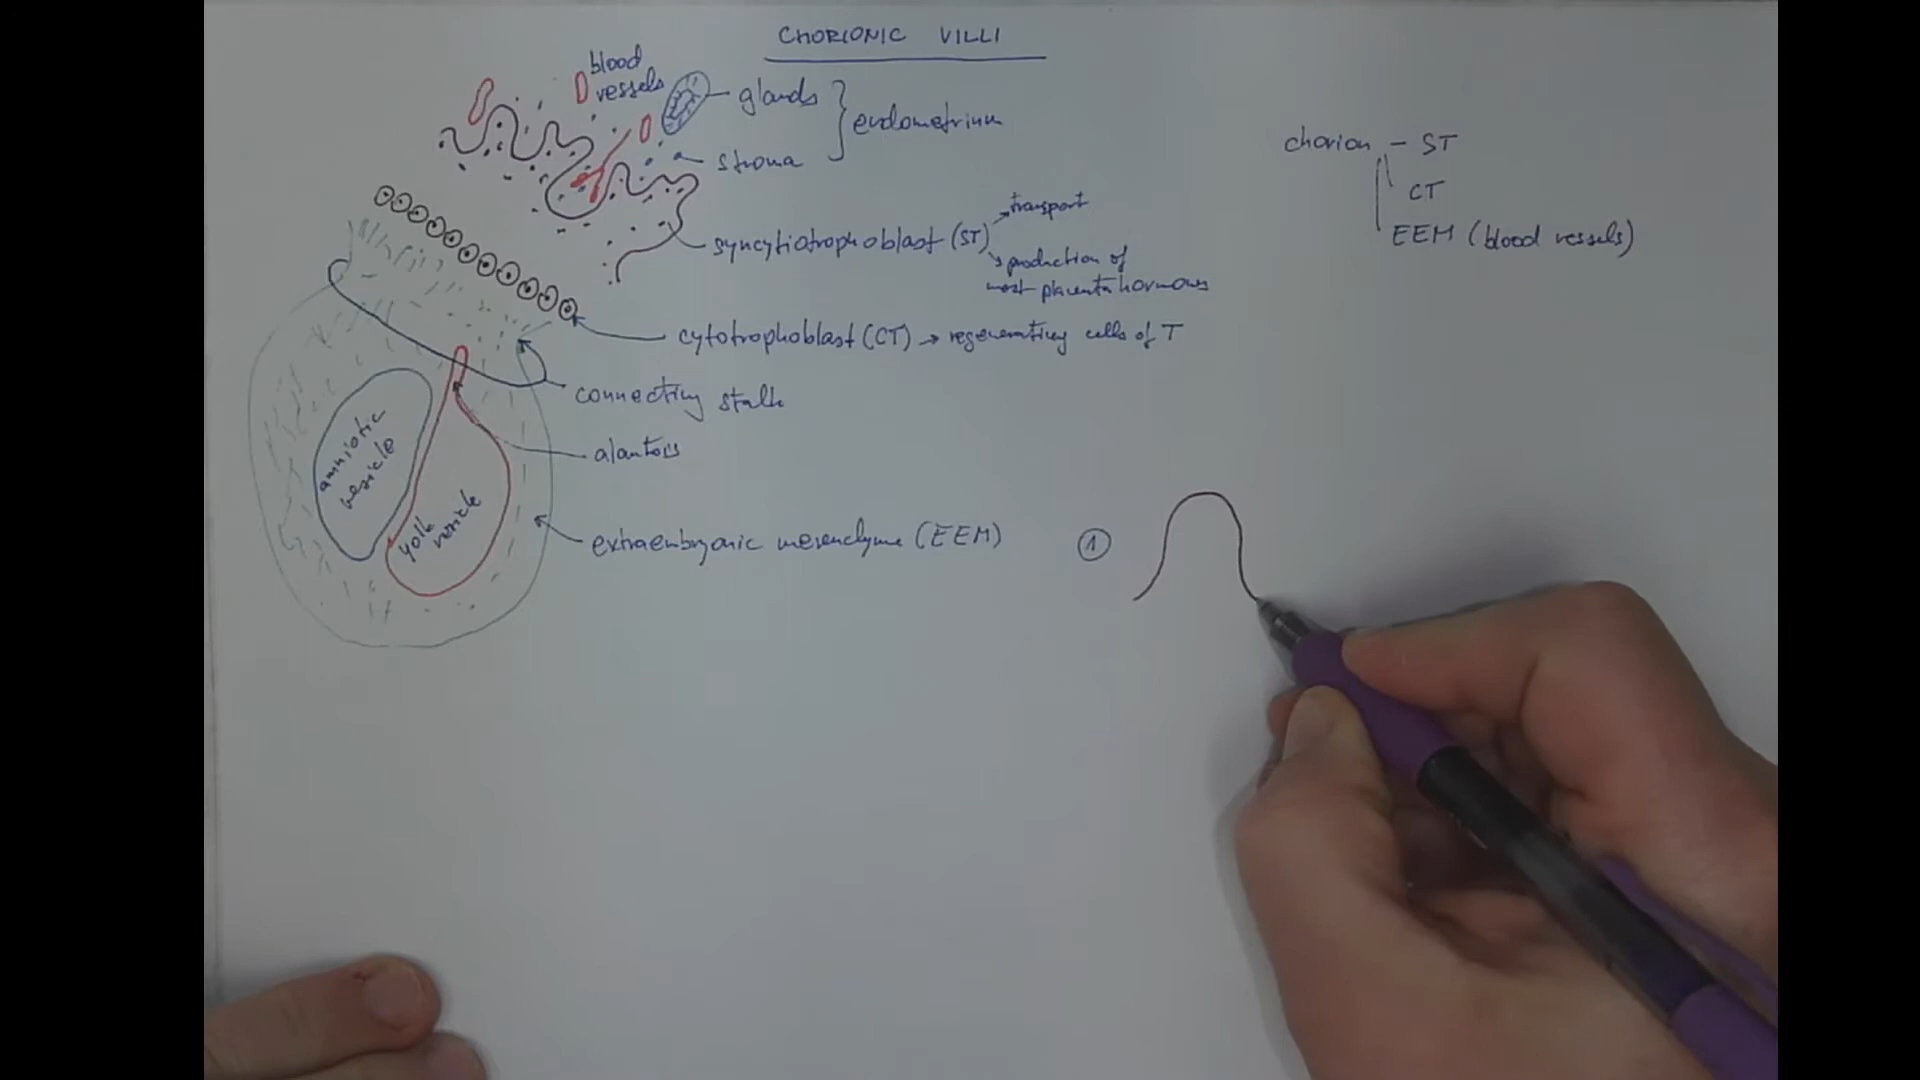 CHORIONIC VILLI
blood
vessels
glands
endometrium
stroma
chorion - ST
CT
EEM (blood vessels)
transport
syncytiotrophoblast (ST)
production of
most placenta hormones
cytotrophoblast (CT) → regenerating cells of T
connecting stalk
alantois
amniotic
vesicle
yolk
vesicle
extraembryonic mesenchyme (EEM)
1